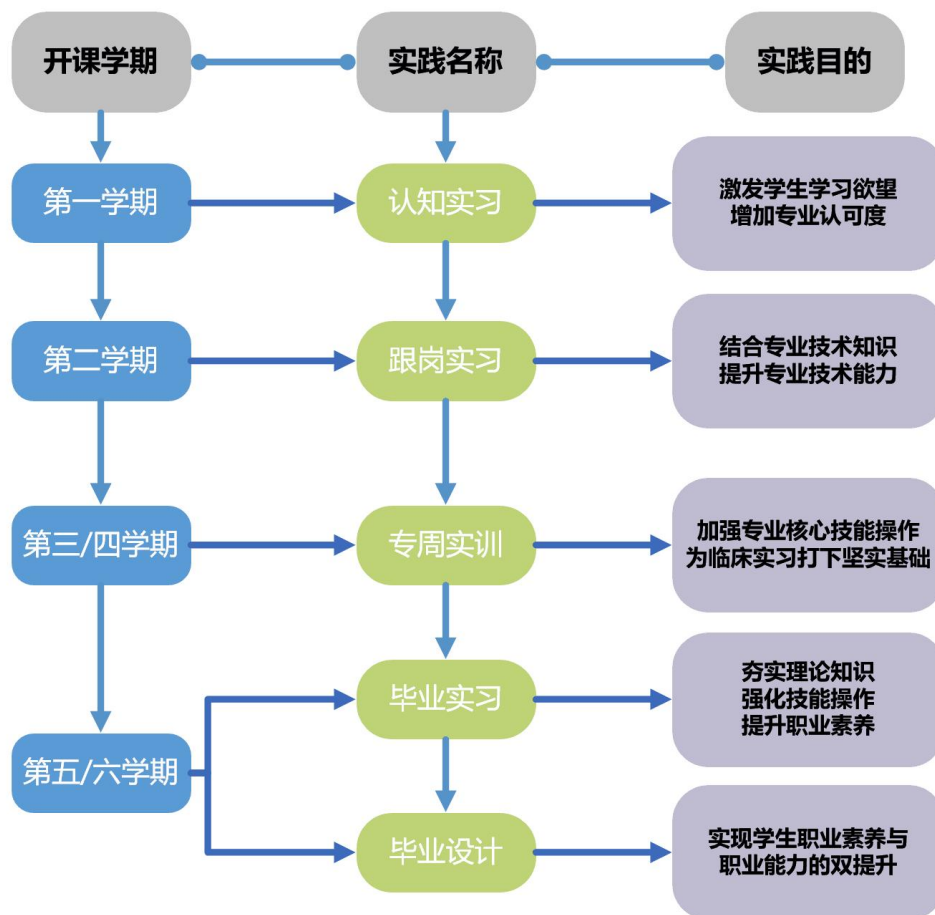 开课学期
实践名称
实践目的
第一学期
认知实习
激发学生学习欲望
增加专业认可度
第二学期
跟岗实习
结合专业技术知识
提升专业技术能力
第三/四学期
专周实训
加强专业核心技能操作
为临床实习打下坚实基础
第五/六学期
毕业实习
夯实理论知识
强化技能操作
提升职业素养
毕业设计
实现学生职业素养与
职业能力的双提升